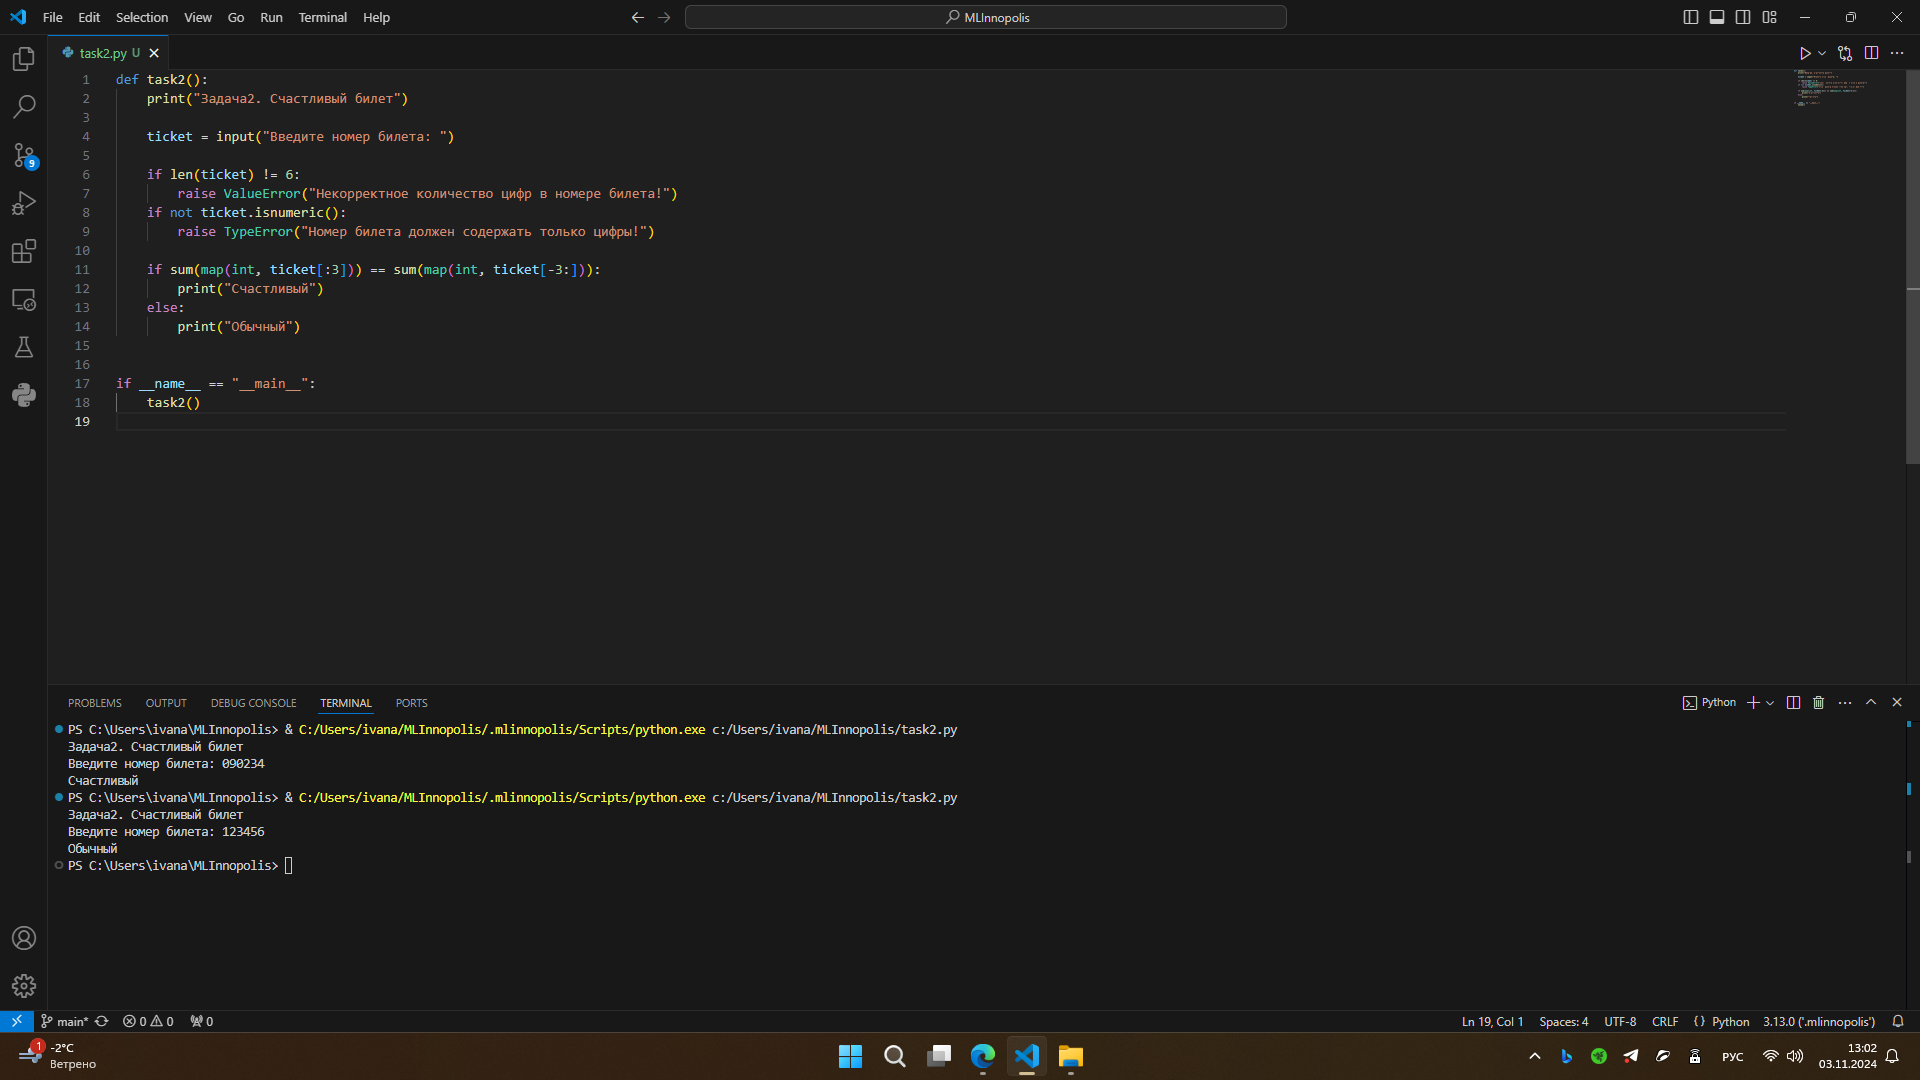 File Edit Selection View Go Run Terminal Help
MLInnopolis
task2.py U
1 def task2():
2 print("Задача2. Счастливый билет")
3
4 ticket = input("Введите номер билета: ")
5
6 if len(ticket) != 6:
7 raise ValueError("Некорректное количество цифр в номере билета!")
8 if not ticket.isnumeric():
9 raise TypeError("Номер билета должен содержать только цифры!")
10
11 if sum(map(int, ticket[:3])) == sum(map(int, ticket[-3:])):
12 print("Счастливый")
13 else:
14 print("Обычный")
15
16
17 if __name__ == "__main__":
18 task2()
19
9
PROBLEMS OUTPUT DEBUG CONSOLE TERMINAL PORTS
Python
PS C:\Users\ivana\MLInnopolis> & C:/Users/ivana/MLInnopolis/.mlinnopolis/Scripts/python.exe c:/Users/ivana/MLInnopolis/task2.py
Задача2. Счастливый билет
Введите номер билета: 090234
Счастливый
PS C:\Users\ivana\MLInnopolis> & C:/Users/ivana/MLInnopolis/.mlinnopolis/Scripts/python.exe c:/Users/ivana/MLInnopolis/task2.py
Задача2. Счастливый билет
Введите номер билета: 123456
Обычный
PS C:\Users\ivana\MLInnopolis>
main* 0 0 0
Ln 19, Col 1 Spaces: 4 UTF-8 CRLF {} Python 3.13.0 ('.mlinnopolis')
1
-2°C
Ветрено
РУС
13:02
03.11.2024